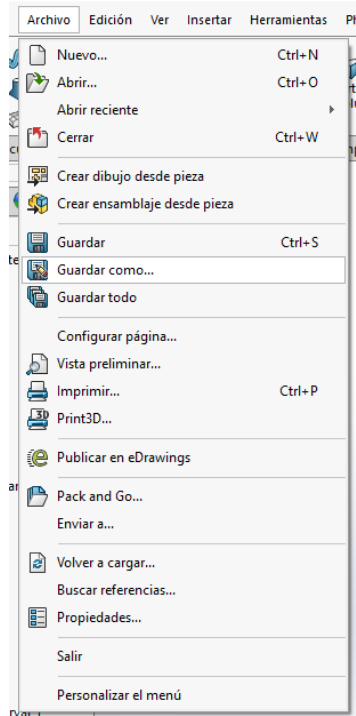 Archivo Edición Ver Insertar Herramientas
Nuevo... Ctrl+N
Abrir... Ctrl+O
Abrir reciente
Cerrar Ctrl+W
Crear dibujo desde pieza
Crear ensamblaje desde pieza
Guardar Ctrl+S
Guardar como...
Guardar todo
Configurar página...
Vista preliminar...
Imprimir... Ctrl+P
Print3D...
Publicar en eDrawings
Pack and Go...
Enviar a...
Volver a cargar...
Buscar referencias...
Propiedades...
Salir
Personalizar el menú